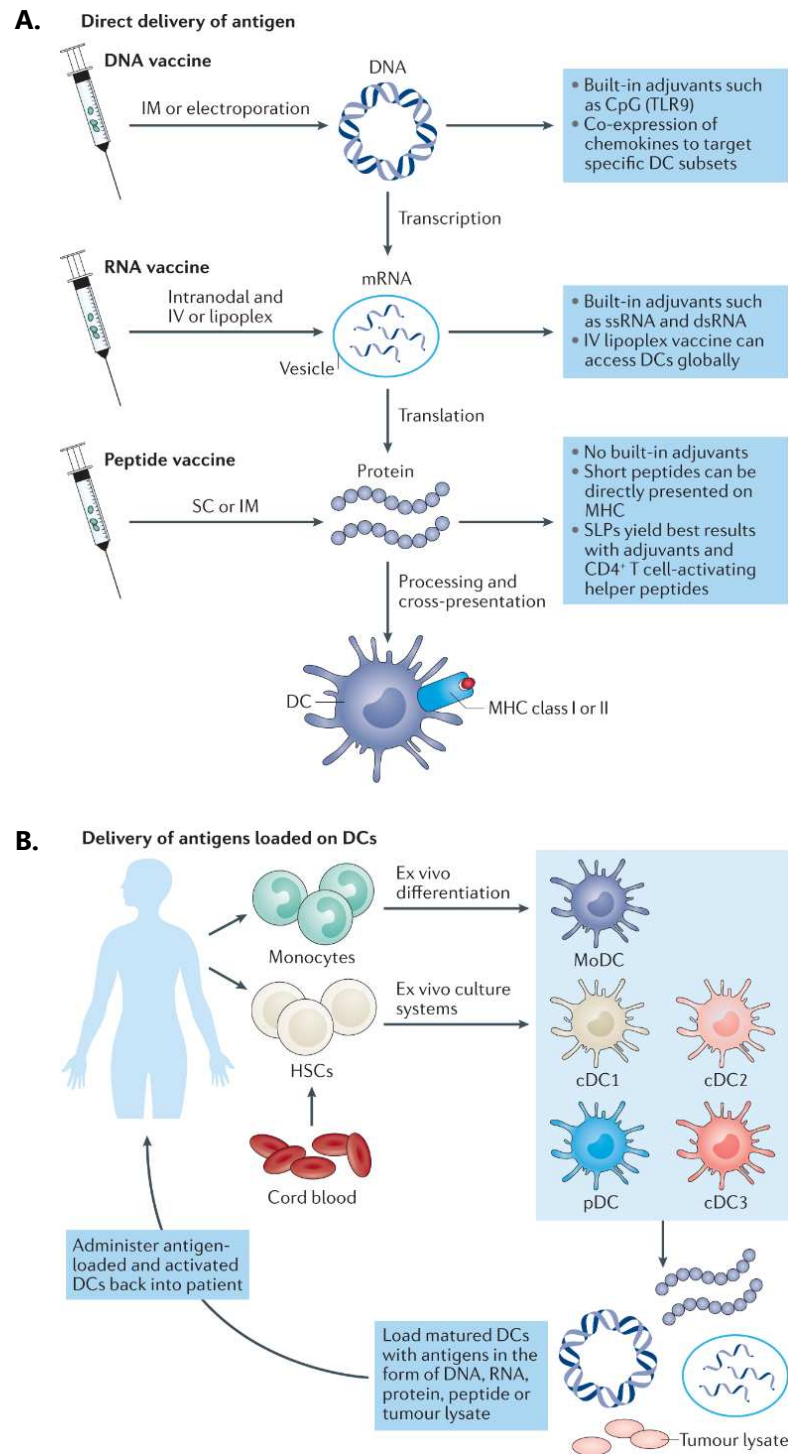 A.
Direct delivery of antigen
DNA vaccine
IM or electroporation
DNA
• Built-in adjuvants such
as CpG (TLR9)
• Co-expression of
chemokines to target
specific DC subsets
Transcription
RNA vaccine
Intranodal and
IV or lipoplex
mRNA
Vesicle
• Built-in adjuvants such
as ssRNA and dsRNA
• IV lipoplex vaccine can
access DCs globally
Translation
Peptide vaccine
SC or IM
Protein
• No built-in adjuvants
• Short peptides can be
directly presented on
MHC
• SLPs yield best results
with adjuvants and
CD4⁺ T cell-activating
helper peptides
Processing and
cross-presentation
DC
MHC class I or II
B.
Delivery of antigens loaded on DCs
Monocytes
Ex vivo
differentiation
MoDC
HSCs
Ex vivo culture
systems
cDC1
cDC2
Cord blood
pDC
cDC3
Administer antigen-
loaded and activated
DCs back into patient
Load matured DCs
with antigens in the
form of DNA, RNA,
protein, peptide or
tumour lysate
Tumour lysate